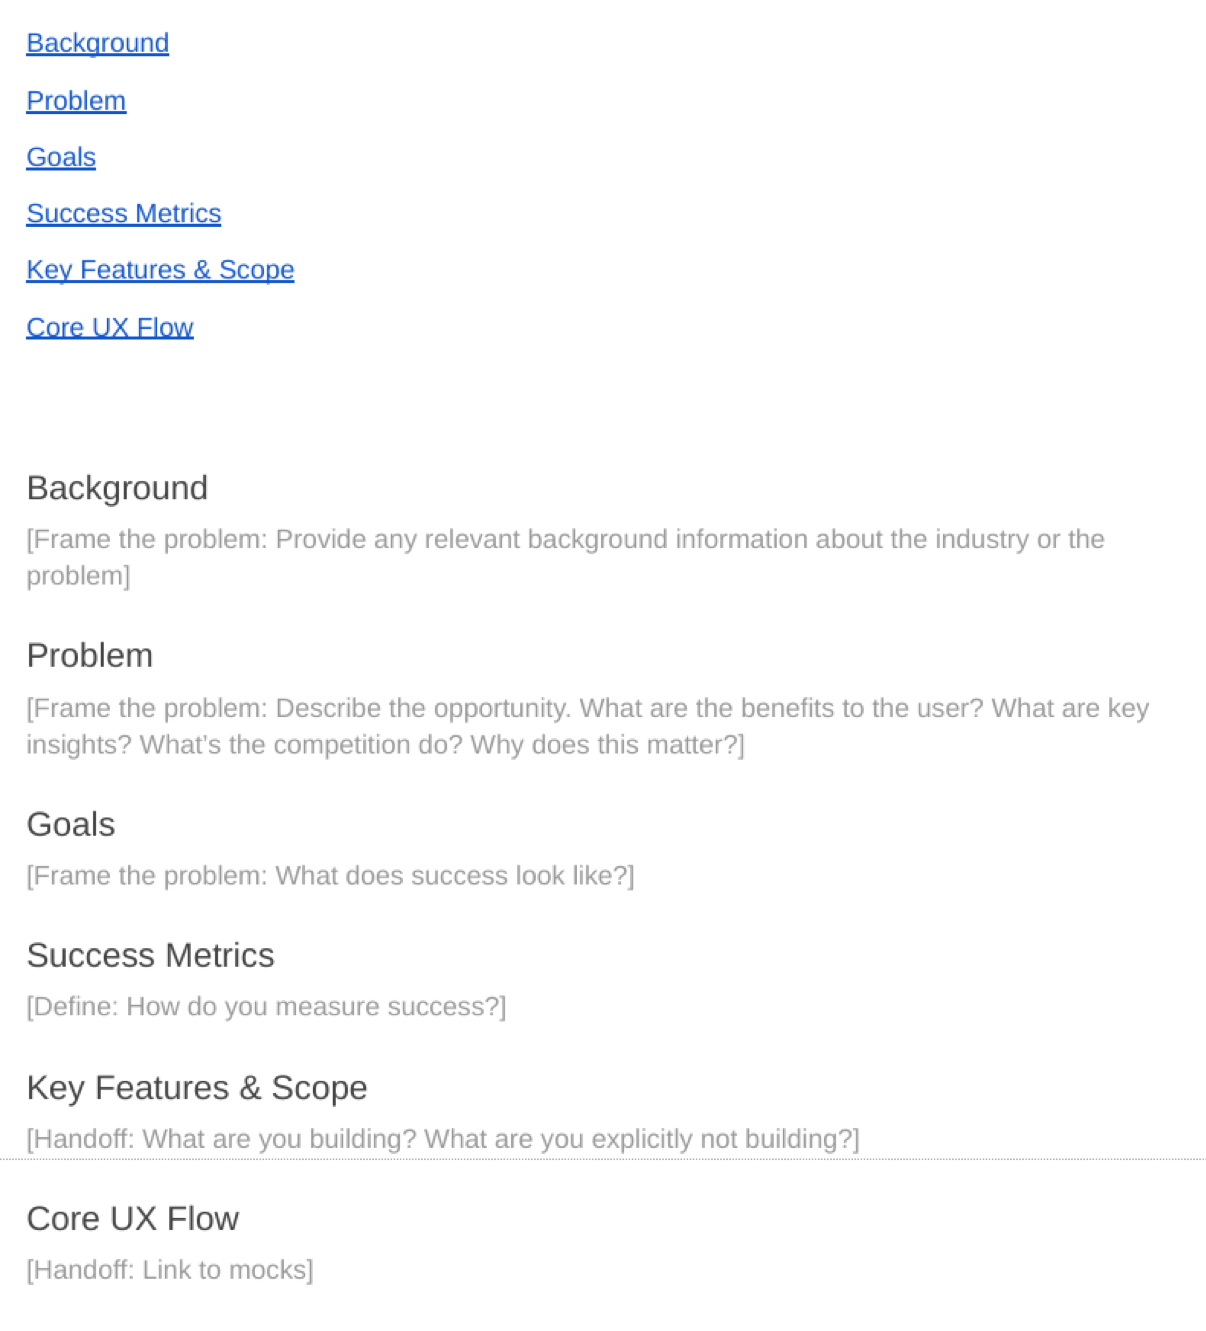 Background
Problem
Goals
Success Metrics
Key Features & Scope
Core UX Flow
Background
[Frame the problem: Provide any relevant background information about the industry or the
problem]
Problem
[Frame the problem: Describe the opportunity. What are the benefits to the user? What are key
insights? What’s the competition do? Why does this matter?]
Goals
[Frame the problem: What does success look like?]
Success Metrics
[Define: How do you measure success?]
Key Features & Scope
[Handoff: What are you building? What are you explicitly not building?]
Core UX Flow
[Handoff: Link to mocks]